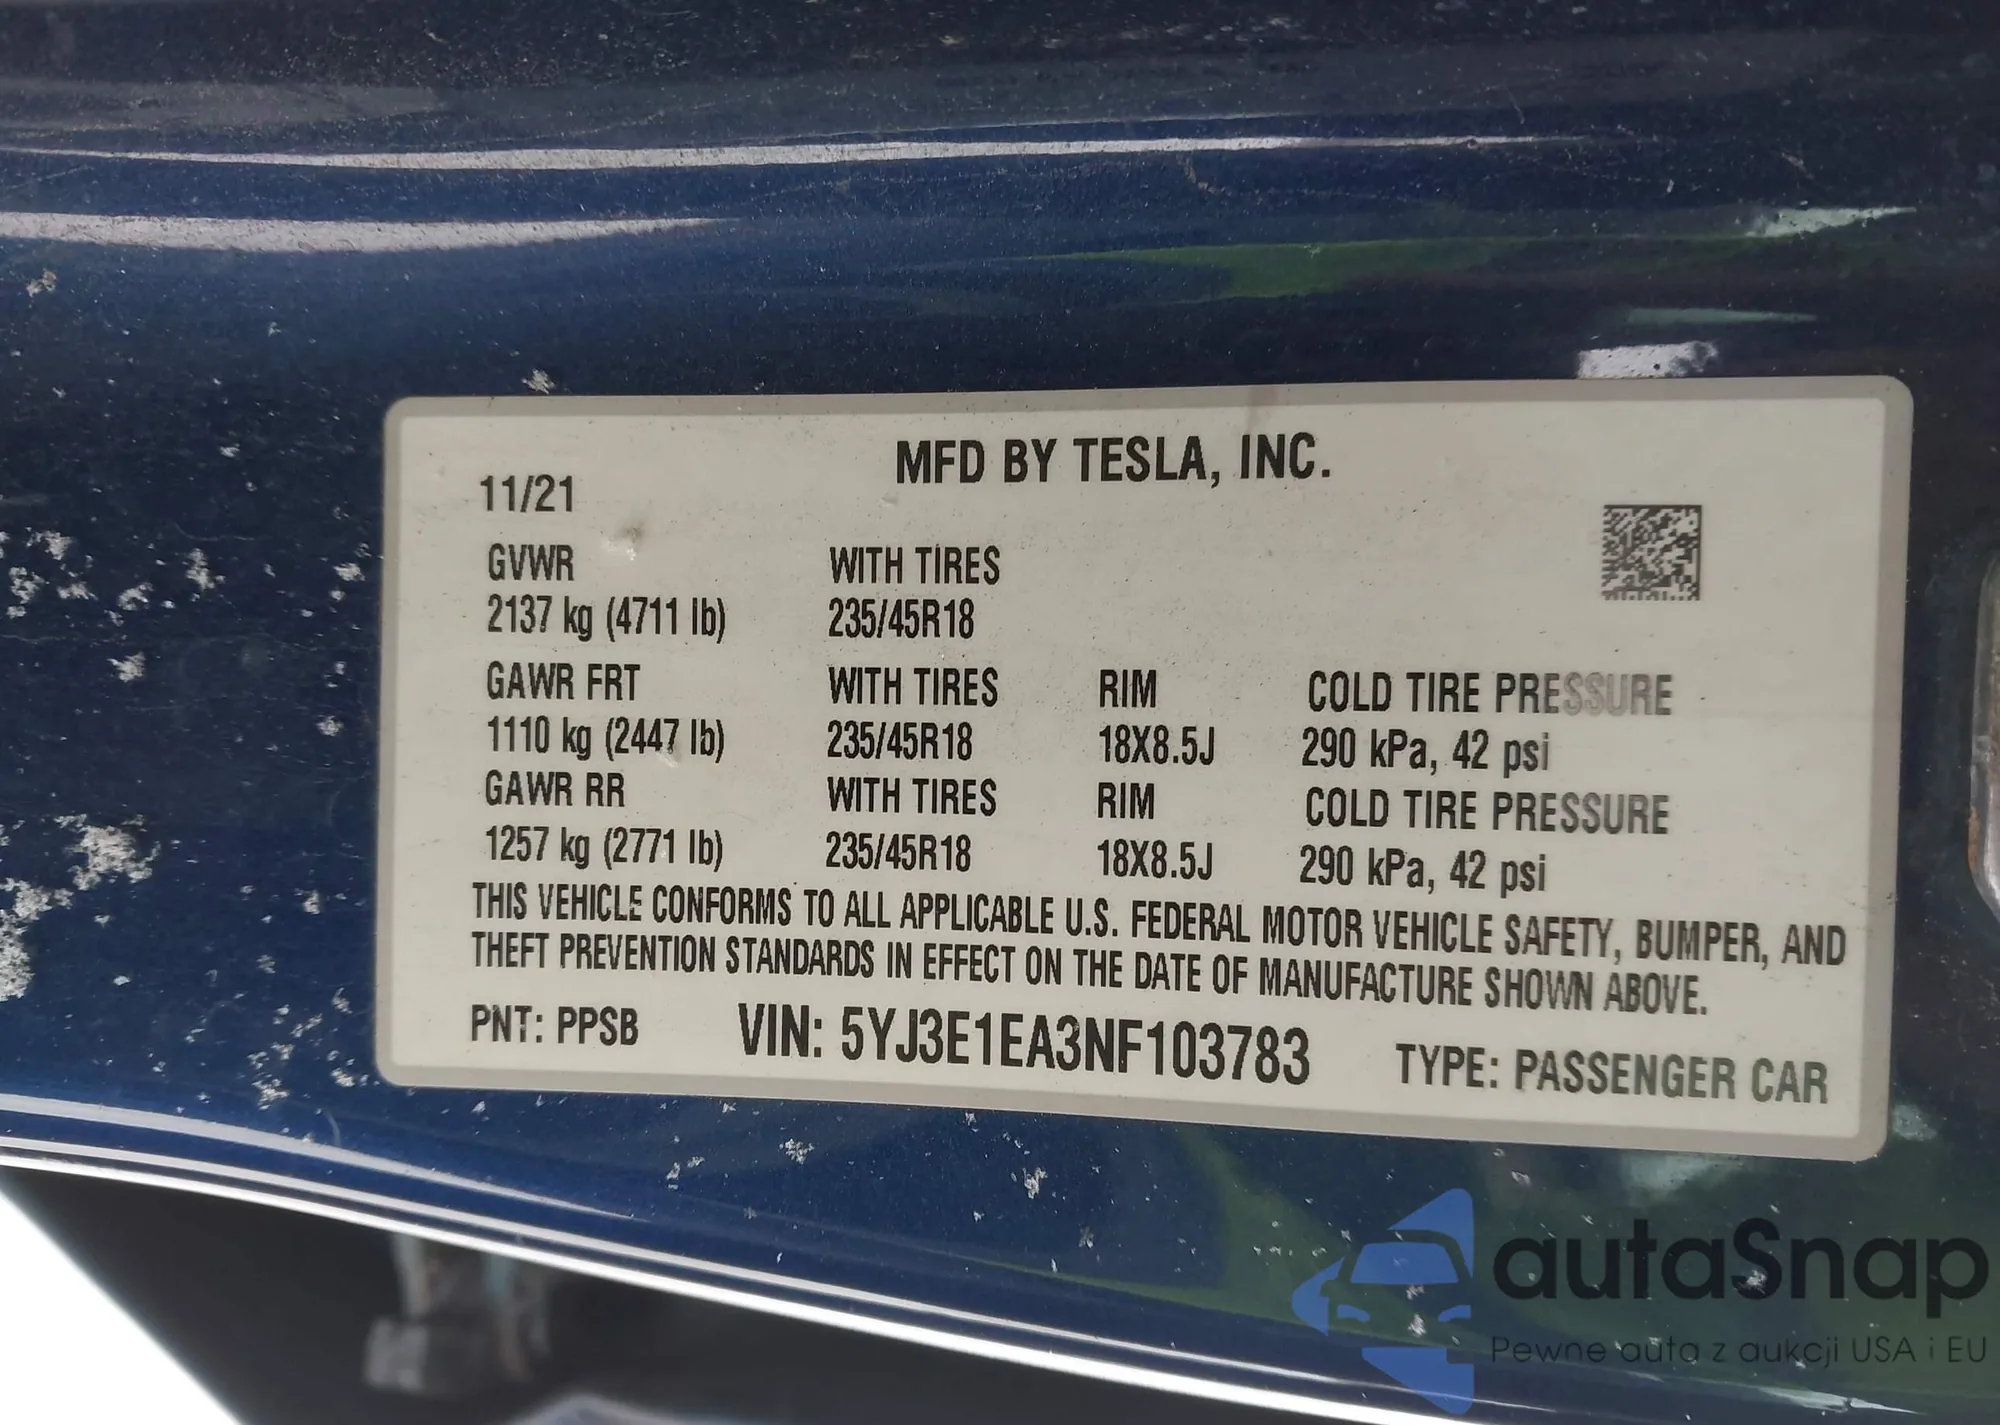 MFD BY TESLA, INC.
11/21
GVWR WITH TIRES
2137 kg (4711 lb) 235/45R18
GAWR FRT WITH TIRES RIM COLD TIRE PRESSURE
1110 kg (2447 lb) 235/45R18 18X8.5J 290 kPa, 42 psi
GAWR RR WITH TIRES RIM COLD TIRE PRESSURE
1257 kg (2771 lb) 235/45R18 18X8.5J 290 kPa, 42 psi
THIS VEHICLE CONFORMS TO ALL APPLICABLE U.S. FEDERAL MOTOR VEHICLE SAFETY, BUMPER, AND
THEFT PREVENTION STANDARDS IN EFFECT ON THE DATE OF MANUFACTURE SHOWN ABOVE.
PNT: PPSB VIN: 5YJ3E1EA3NF103783 TYPE: PASSENGER CAR
autaSnap
Pewne auta z aukcji USA i EU